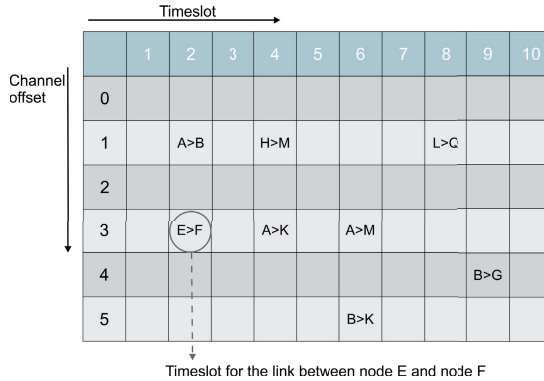 Timeslot
1 2 3 4 5 6 7 8 9 10
Channel
offset
0
1 A>B H>M L>Q
2
3 E>F A>K A>M
4 B>G
5 B>K
Timeslot for the link between node E and node F